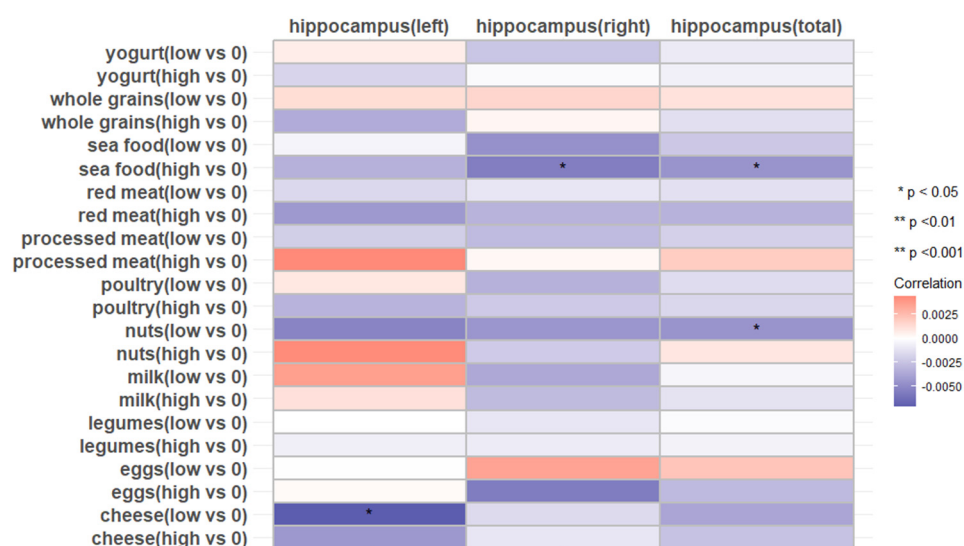 hippocampus(left) hippocampus(right) hippocampus(total)
yogurt(low vs 0)
yogurt(high vs 0)
whole grains(low vs 0)
whole grains(high vs 0)
sea food(low vs 0)
sea food(high vs 0) * *
red meat(low vs 0)
* p < 0.05
red meat(high vs 0)
** p <0.01
processed meat(low vs 0)
processed meat(high vs 0)
** p <0.001
poultry(low vs 0)
Correlation
poultry(high vs 0)
0.0025
nuts(low vs 0) *
0.0000
nuts(high vs 0)
-0.0025
milk(low vs 0)
-0.0050
milk(high vs 0)
legumes(low vs 0)
legumes(high vs 0)
eggs(low vs 0)
eggs(high vs 0)
cheese(low vs 0) *
cheese(high vs 0)